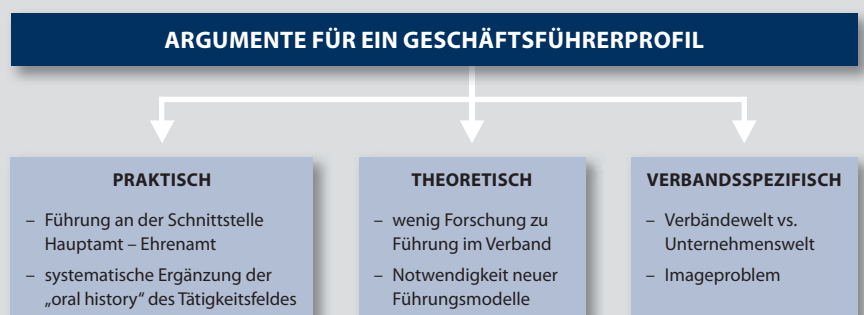 ARGUMENTE FÜR EIN GESCHÄFTSFÜHRERPROFIL
PRAKTISCH
– Führung an der Schnittstelle
Hauptamt – Ehrenamt
– systematische Ergänzung der
„oral history“ des Tätigkeitsfeldes
THEORETISCH
– wenig Forschung zu
Führung im Verband
– Notwendigkeit neuer
Führungsmodelle
VERBANDSSPEZIFISCH
– Verbändewelt vs.
Unternehmenswelt
– Imageproblem